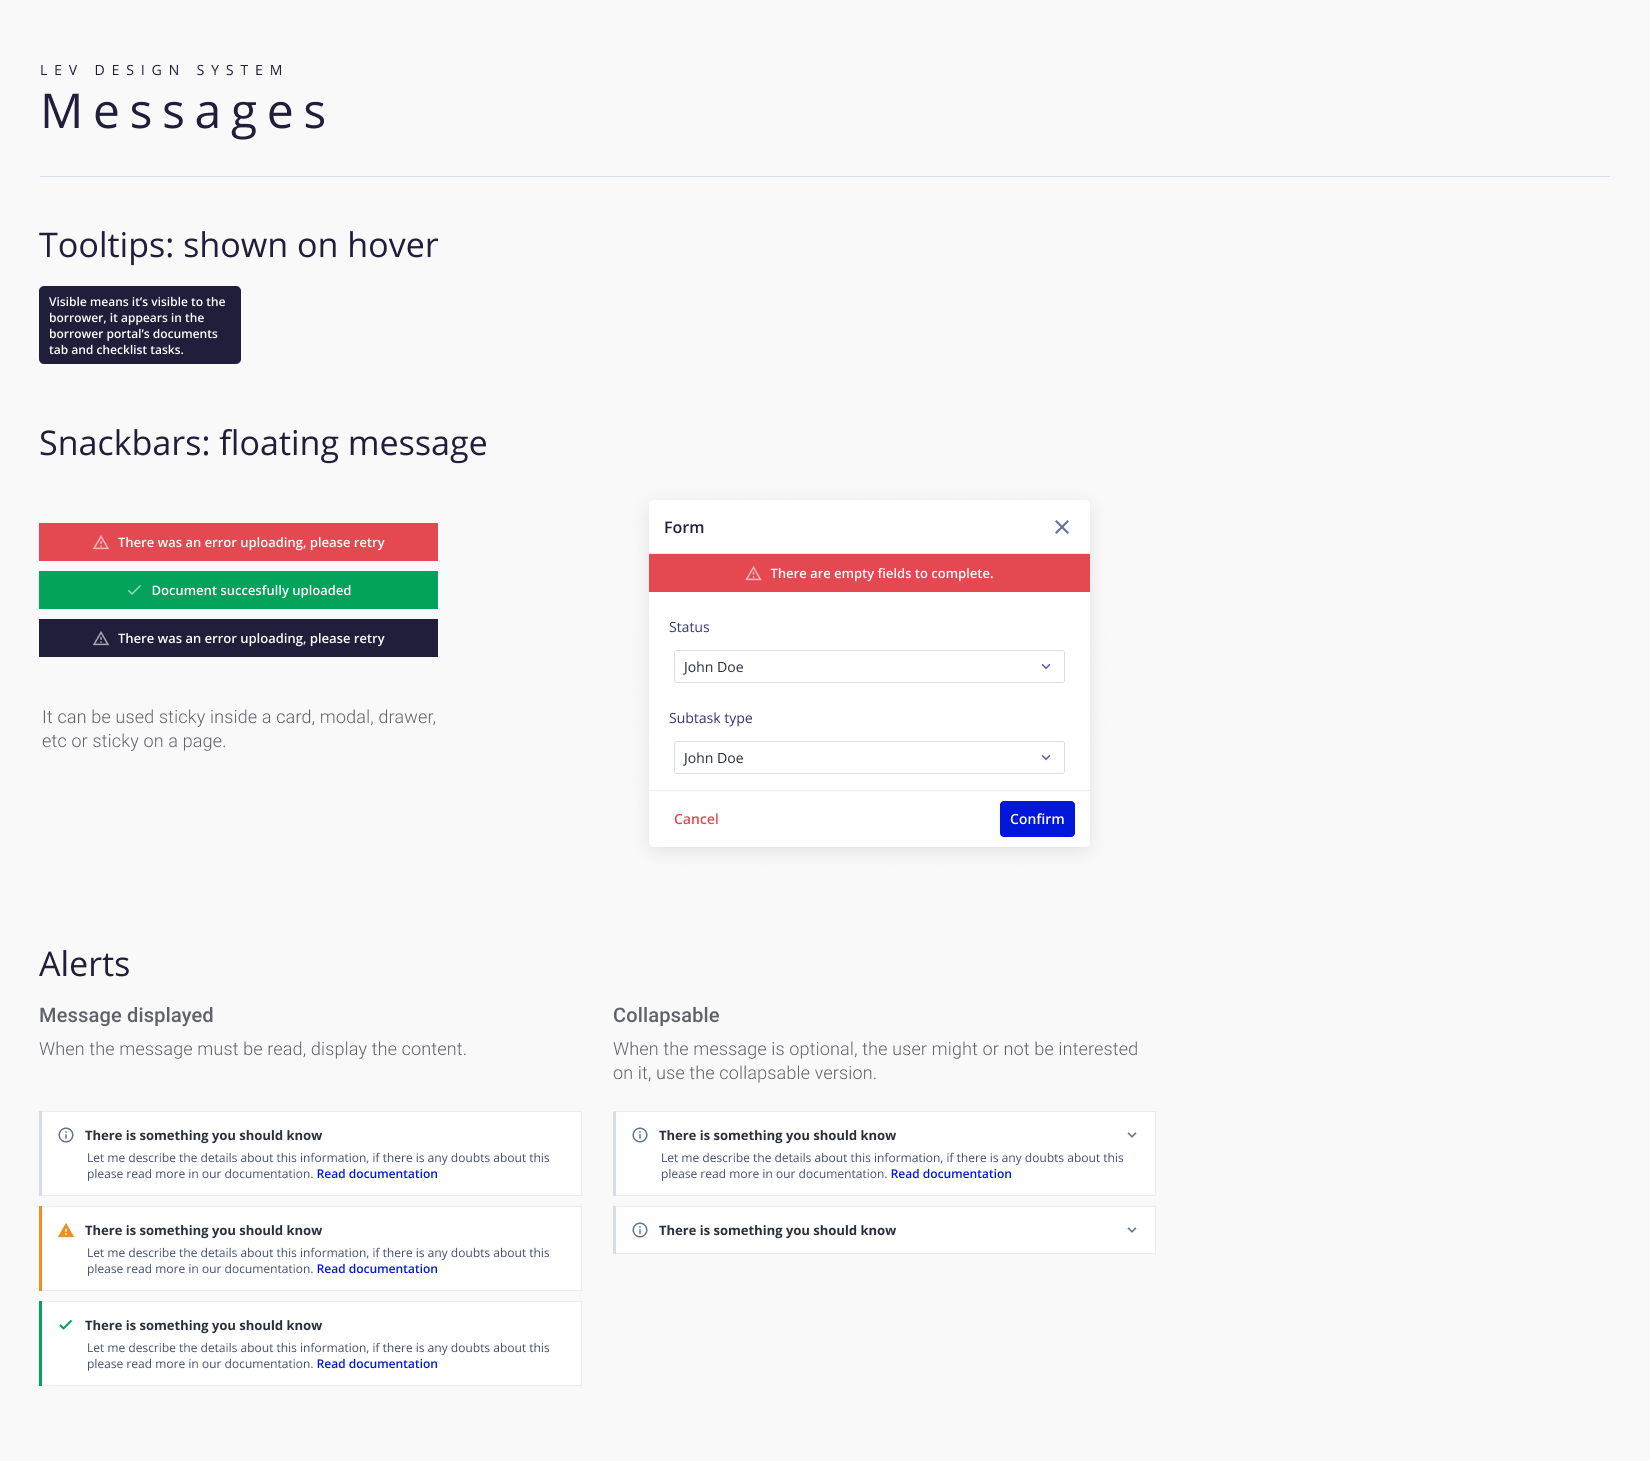 LEV DESIGN SYSTEM
Messages
Tooltips: shown on hover
Visible means it's visible to the
borrower, it appears in the
borrower portal's documents
tab and checklist tasks.
Snackbars: floating message
There was an error uploading, please retry
Document succesfully uploaded
There was an error uploading, please retry
It can be used sticky inside a card, modal, drawer,
etc or sticky on a page.
Form
There are empty fields to complete.
Status
John Doe
Subtask type
John Doe
Cancel
Confirm
Alerts
Message displayed
When the message must be read, display the content.
There is something you should know
Let me describe the details about this information, if there is any doubts about this
please read more in our documentation. Read documentation
There is something you should know
Let me describe the details about this information, if there is any doubts about this
please read more in our documentation. Read documentation
There is something you should know
Let me describe the details about this information, if there is any doubts about this
please read more in our documentation. Read documentation
Collapsable
When the message is optional, the user might or not be interested
on it, use the collapsable version.
There is something you should know
Let me describe the details about this information, if there is any doubts about this
please read more in our documentation. Read documentation
There is something you should know